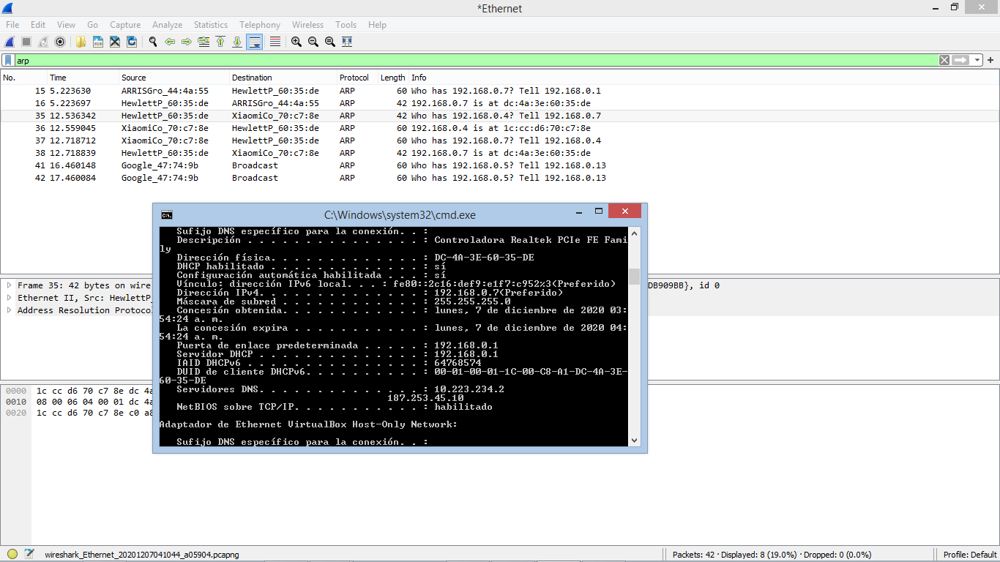 *Ethernet
File Edit View Go Capture Analyze Statistics Telephony Wireless Tools Help
arp
No. Time Source Destination Protocol Length Info
15 5.223630 ARRISGro_44:4a:55 HewlettP_60:35:de ARP 60 Who has 192.168.0.7? Tell 192.168.0.1
16 5.223697 HewlettP_60:35:de ARRISGro_44:4a:55 ARP 42 192.168.0.7 is at dc:4a:3e:60:35:de
35 12.536342 HewlettP_60:35:de XiaomiCo_70:c7:8e ARP 42 Who has 192.168.0.4? Tell 192.168.0.7
36 12.559045 XiaomiCo_70:c7:8e HewlettP_60:35:de ARP 60 192.168.0.4 is at 1c:cc:d6:70:c7:8e
37 12.718712 XiaomiCo_70:c7:8e HewlettP_60:35:de ARP 60 Who has 192.168.0.7? Tell 192.168.0.4
38 12.718839 HewlettP_60:35:de XiaomiCo_70:c7:8e ARP 42 192.168.0.7 is at dc:4a:3e:60:35:de
41 16.460148 Google_47:74:9b Broadcast ARP 60 Who has 192.168.0.5? Tell 192.168.0.13
42 17.460084 Google_47:74:9b Broadcast ARP 60 Who has 192.168.0.5? Tell 192.168.0.13
C:\Windows\system32\cmd.exe
Sufijo DNS específico para la conexión. . :
Descripción . . . . . . . . . . . . . . . : Controladora Realtek PCIe FE Fami
ly
Dirección física. . . . . . . . . . . . . : DC-4A-3E-60-35-DE
DHCP habilitado . . . . . . . . . . . . . : sí
Configuración automática habilitada . . . : sí
Vínculo: dirección IPv6 local. . . : fe80::2c16:def9:e1f7:c952%3(Preferido)
Dirección IPv4. . . . . . . . . . . . . . : 192.168.0.7(Preferido)
Máscara de subred . . . . . . . . . . . . : 255.255.255.0
Concesión obtenida. . . . . . . . . . . . : lunes, 7 de diciembre de 2020 03:
54:24 a. m.
La concesión expira . . . . . . . . . . . : lunes, 7 de diciembre de 2020 04:
54:24 a. m.
Puerta de enlace predeterminada . . . . . : 192.168.0.1
Servidor DHCP . . . . . . . . . . . . . . : 192.168.0.1
IAID DHCPv6 . . . . . . . . . . . . . . . : 64768574
DUID de cliente DHCPv6. . . . . . . . . . : 00-01-00-01-1C-00-C8-A1-DC-4A-3E-
60-35-DE
Servidores DNS. . . . . . . . . . . . . . : 10.223.234.2
187.253.45.10
NetBIOS sobre TCP/IP. . . . . . . . . . . : habilitado
Adaptador de Ethernet VirtualBox Host-Only Network:
Sufijo DNS específico para la conexión. . :
Frame 35: 42 bytes on wire DB909BB}, id 0
Ethernet II, Src: HewlettP_
Address Resolution Protocol
0000 1c cc d6 70 c7 8e dc 4a
0010 08 00 06 04 00 01 dc 4a
0020 1c cc d6 70 c7 8e c0 a8
wireshark_Ethernet_20201207041044_a05904.pcapng Packets: 42 · Displayed: 8 (19.0%) · Dropped: 0 (0.0%) Profile: Default